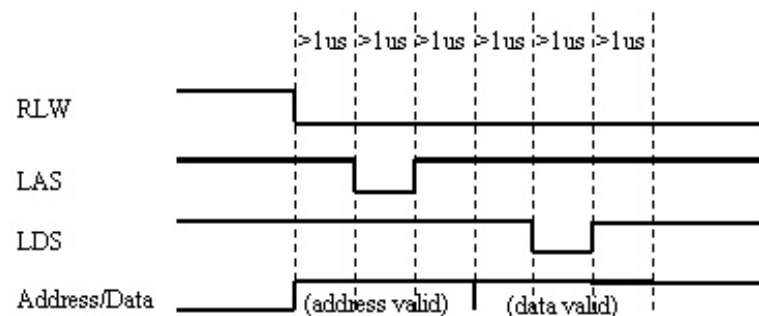 >1us >1us >1us >1us >1us >1us
RLW
LAS
LDS
Address/Data (address valid) (data valid)